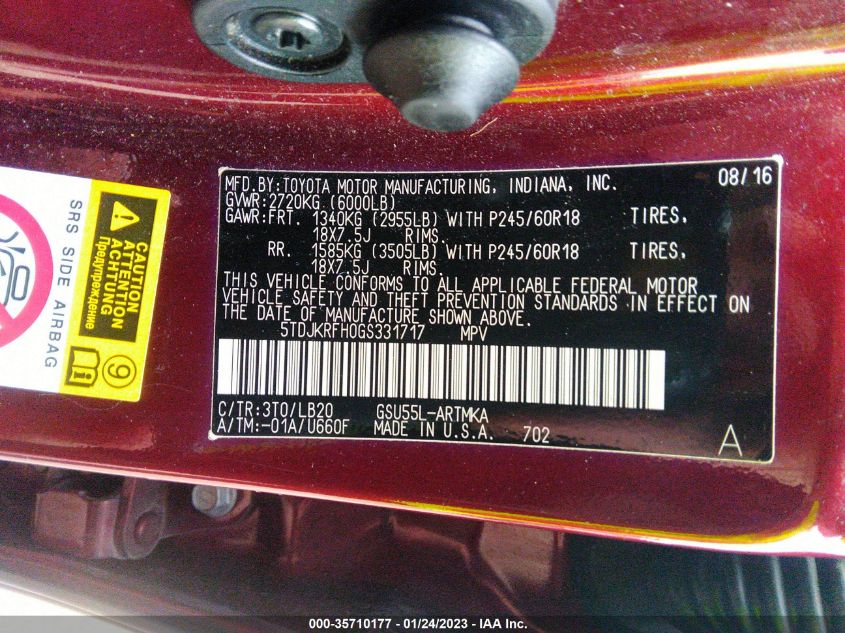 MFD.BY:TOYOTA MOTOR MANUFACTURING, INDIANA, INC. 08/16
GVWR:2720KG (6000LB)
GAWR:FRT. 1340KG (2955LB) WITH P245/60R18 TIRES.
18X7.5J RIMS.
RR. 1585KG (3505LB) WITH P245/60R18 TIRES.
18X7.5J RIMS.
THIS VEHICLE CONFORMS TO ALL APPLICABLE FEDERAL MOTOR
VEHICLE SAFETY AND THEFT PREVENTION STANDARDS IN EFFECT ON
THE DATE OF MANUFACTURE SHOWN ABOVE.
5TDJKRFH0GS331717 MPV
C/TR:3T0/LB20 GSU55L-ARTMKA
A/TM:-01A/U660F MADE IN U.S.A. 702 A
SRS SIDE AIRBAG
CAUTION
ATTENTION
ACHTUNG
Предупреждение
9
000-35710177 - 01/24/2023 - IAA Inc.